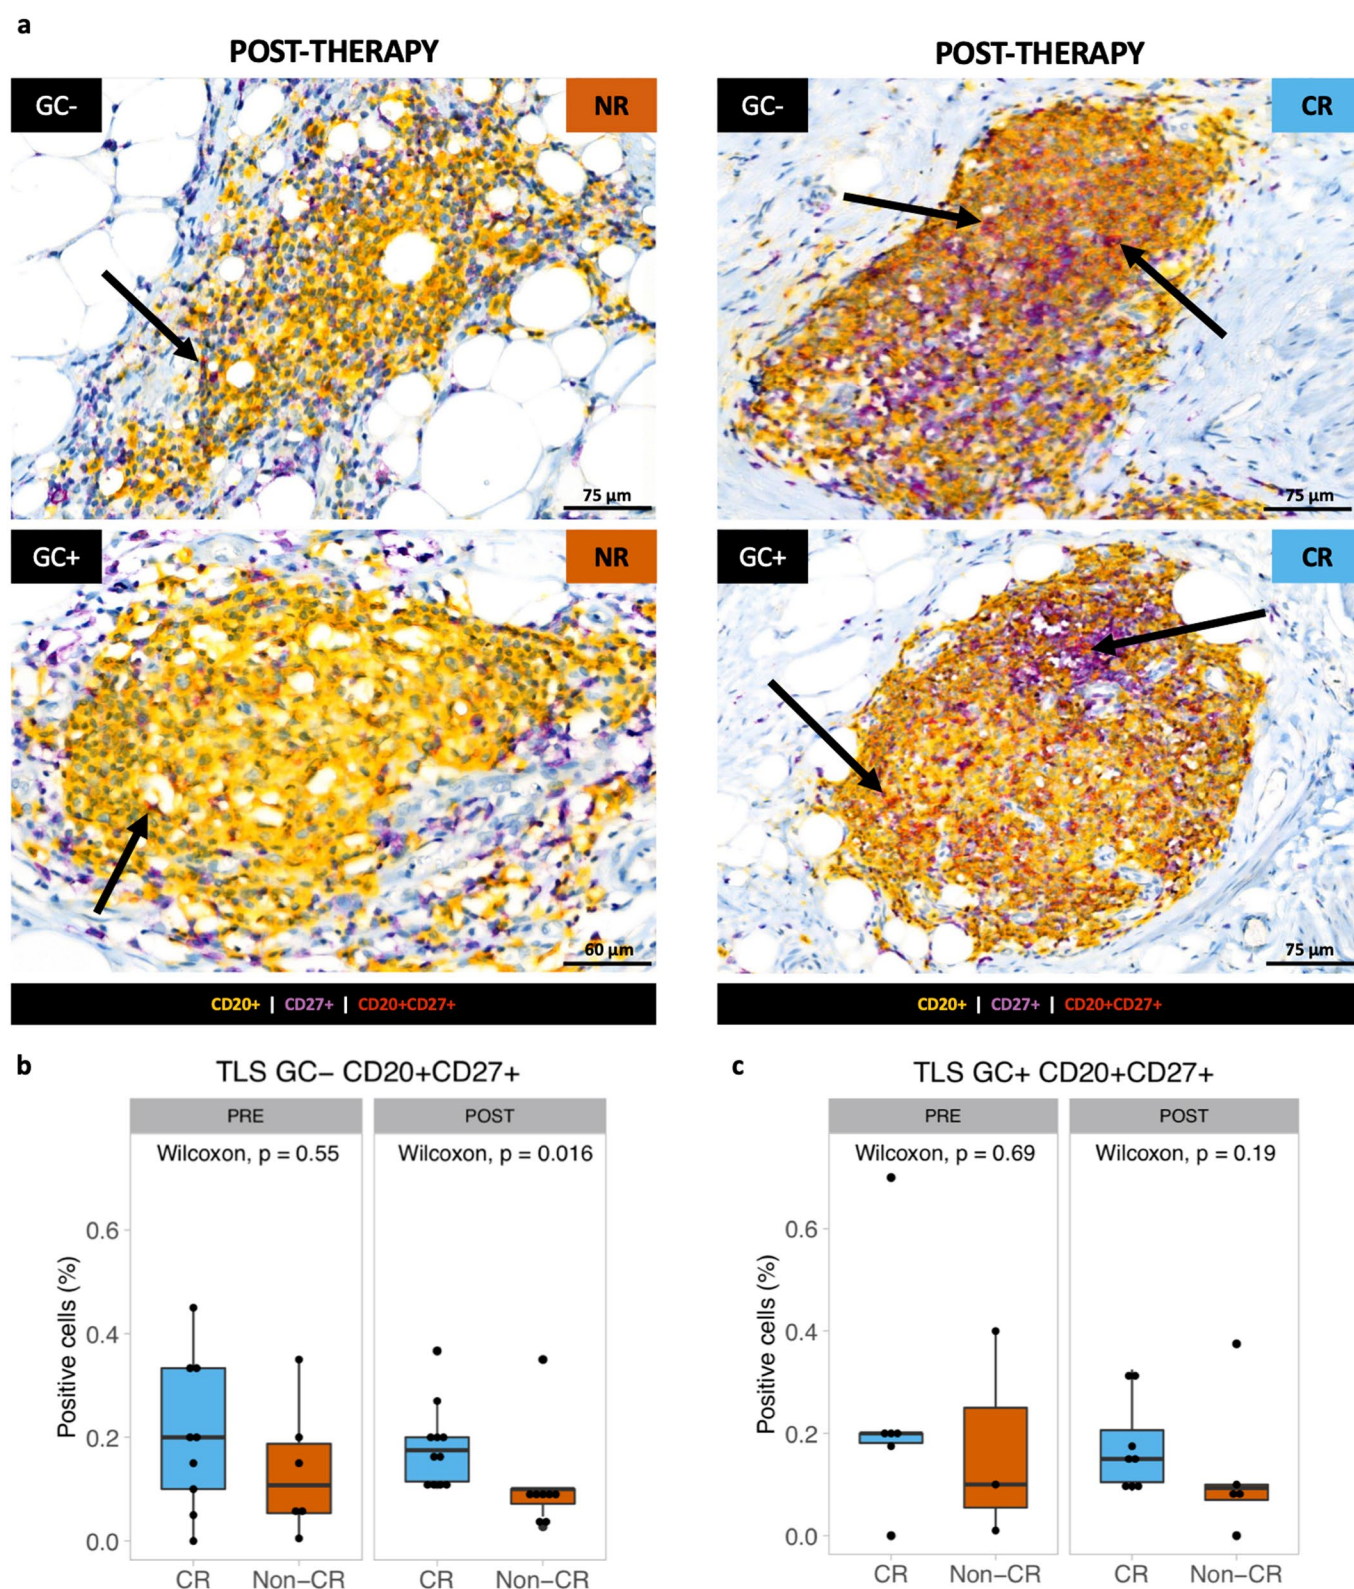 a
POST-THERAPY
POST-THERAPY
GC-
NR
GC-
CR
75 µm
75 µm
GC+
NR
GC+
CR
60 µm
75 µm
CD20+ | CD27+ | CD20+CD27+
CD20+ | CD27+ | CD20+CD27+
b
TLS GC– CD20+CD27+
PRE
POST
Wilcoxon, p = 0.55
Wilcoxon, p = 0.016
Positive cells (%)
0.6
0.4
0.2
0.0
CR
Non–CR
CR
Non–CR
c
TLS GC+ CD20+CD27+
PRE
POST
Wilcoxon, p = 0.69
Wilcoxon, p = 0.19
Positive cells (%)
0.6
0.4
0.2
0.0
CR
Non–CR
CR
Non–CR